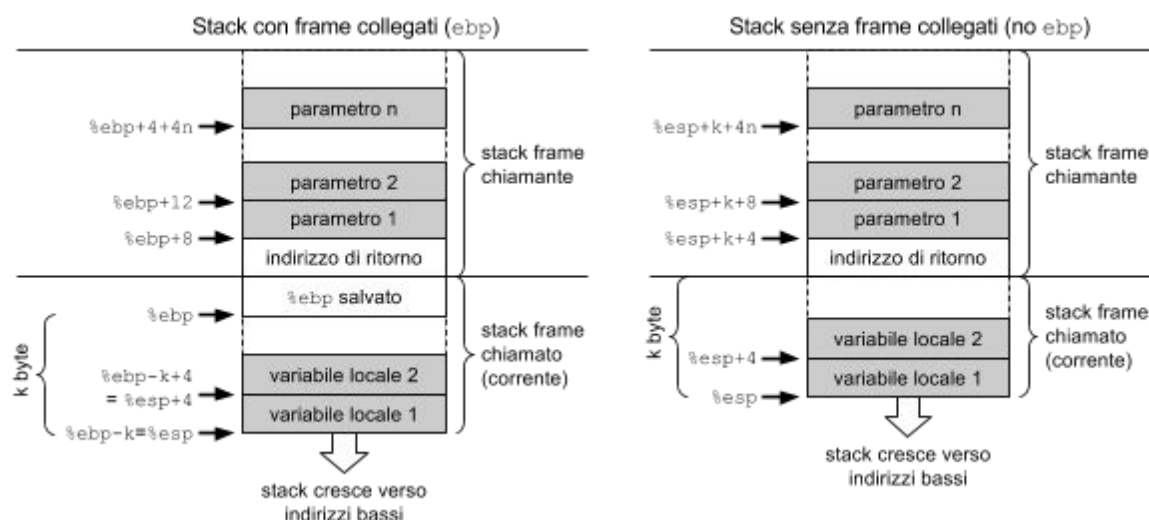 Stack con frame collegati (ebp)
parametro n
%ebp+4+4n
stack frame
chiamante
parametro 2
%ebp+12
parametro 1
%ebp+8
indirizzo di ritorno
%ebp salvato
%ebp
k byte
stack frame
chiamato
(corrente)
%ebp-k+4
= %esp+4
variabile locale 2
variabile locale 1
%ebp-k=%esp
stack cresce verso
indirizzi bassi
Stack senza frame collegati (no ebp)
parametro n
%esp+k+4n
stack frame
chiamante
parametro 2
%esp+k+8
parametro 1
%esp+k+4
indirizzo di ritorno
k byte
stack frame
chiamato
(corrente)
variabile locale 2
%esp+4
variabile locale 1
%esp
stack cresce verso
indirizzi bassi